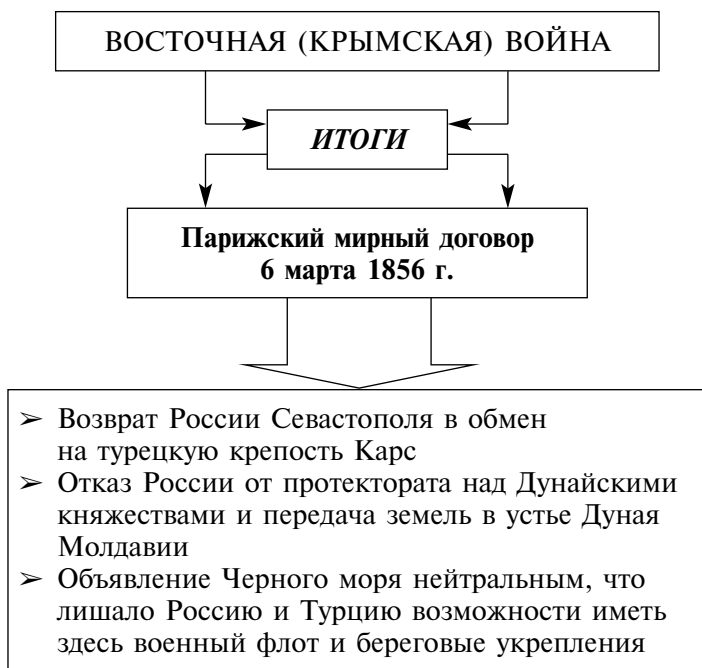 ВОСТОЧНАЯ (КРЫМСКАЯ) ВОЙНА
ИТОГИ
Парижский мирный договор
6 марта 1856 г.
➢ Возврат России Севастополя в обмен
на турецкую крепость Карс
➢ Отказ России от протектората над Дунайскими
княжествами и передача земель в устье Дуная
Молдавии
➢ Объявление Черного моря нейтральным, что
лишало Россию и Турцию возможности иметь
здесь военный флот и береговые укрепления